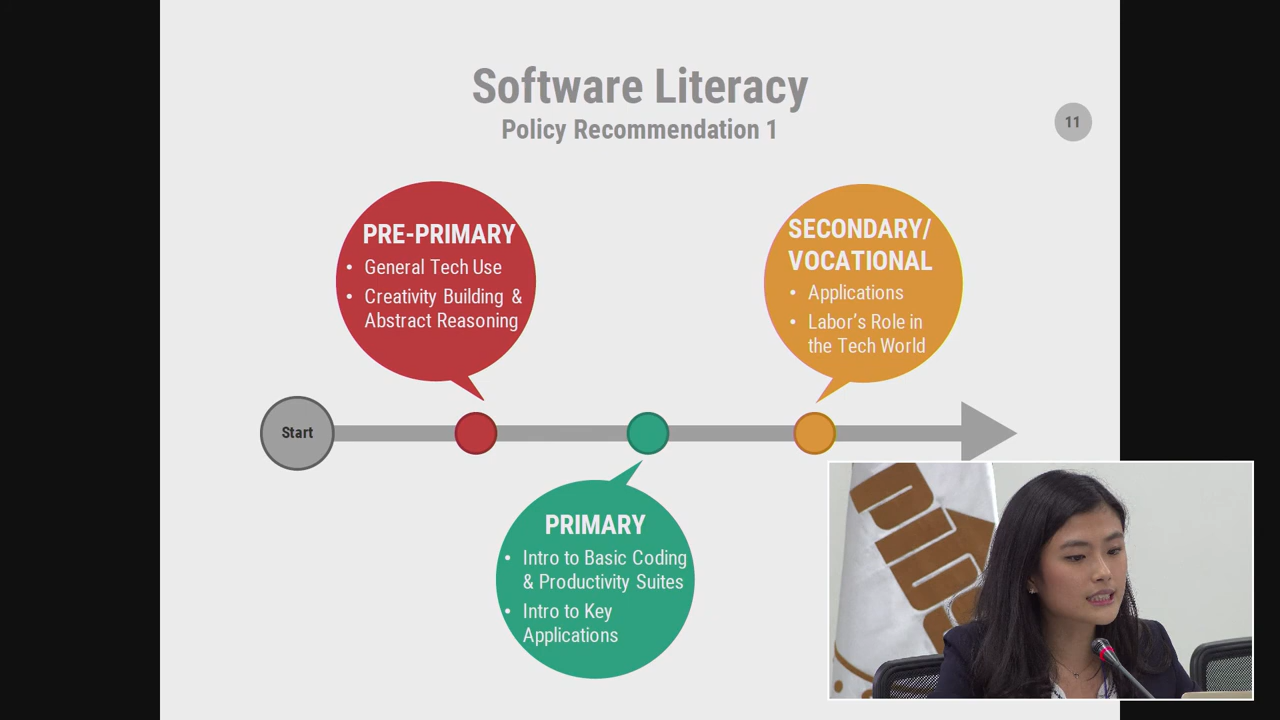 Software Literacy
Policy Recommendation 1
11
PRE-PRIMARY
• General Tech Use
• Creativity Building &
Abstract Reasoning
SECONDARY/
VOCATIONAL
• Applications
• Labor's Role in
the Tech World
Start
PRIMARY
• Intro to Basic Coding
& Productivity Suites
• Intro to Key
Applications